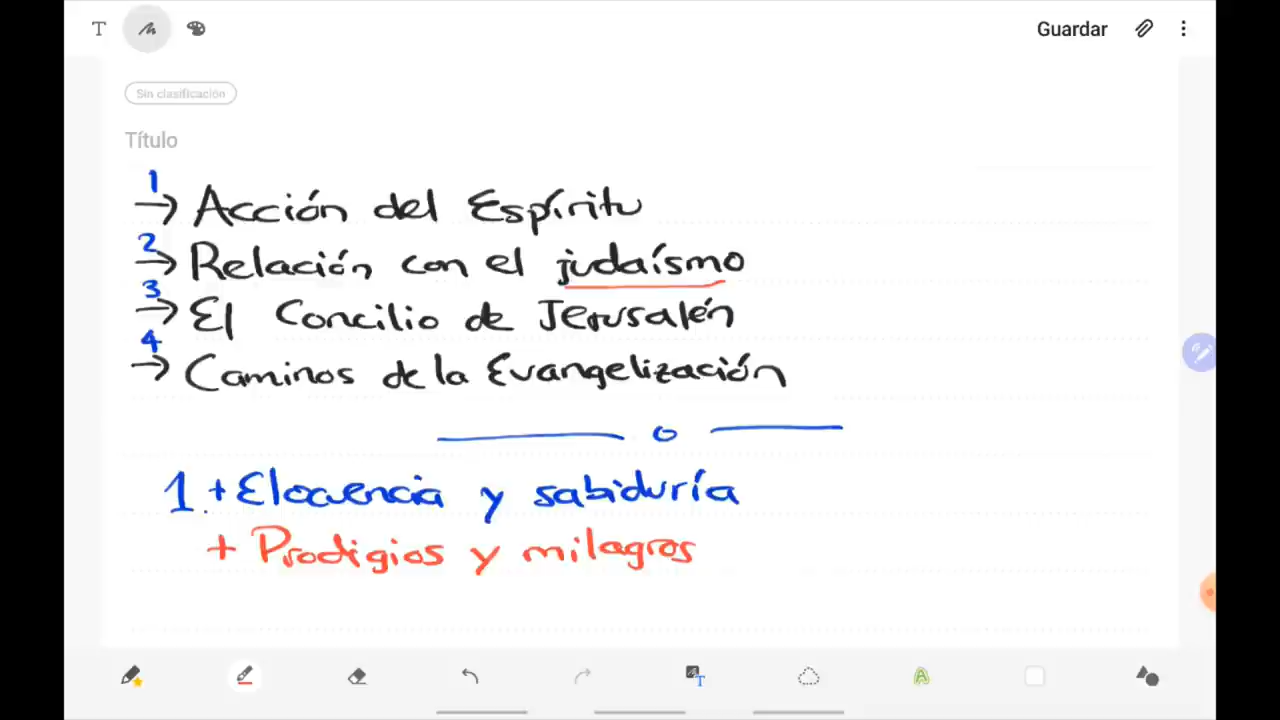 T Guardar
Sin clasificación
Título
1 → Acción del Espíritu
2 → Relación con el judaísmo
3 → El Concilio de Jerusalén
4 → Caminos de la Evangelización
o
1 + Elocuencia y sabiduría
+ Prodigios y milagros